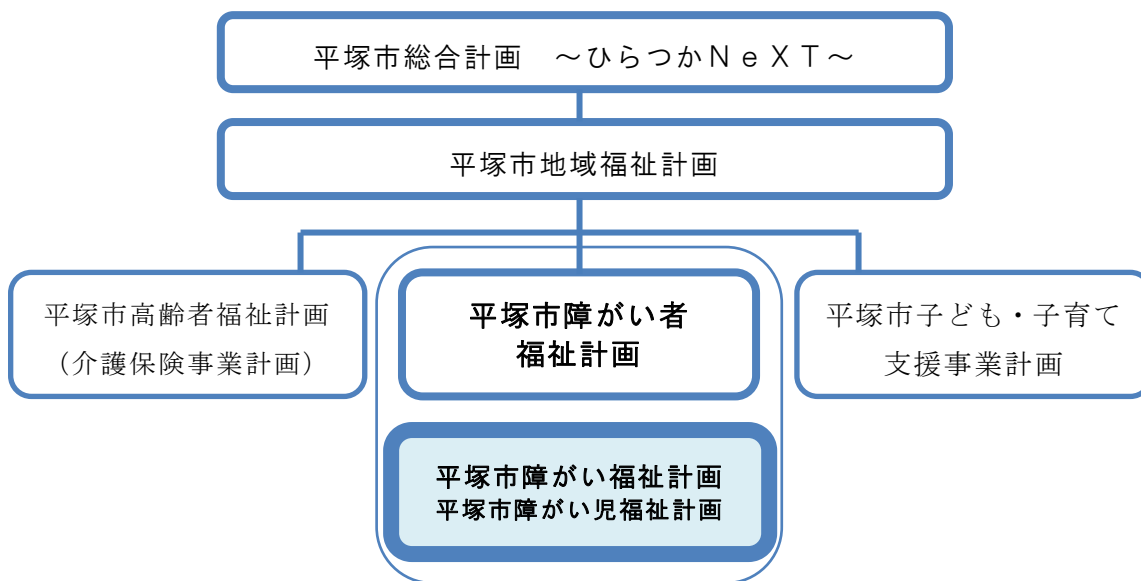 平塚市総合計画　～ひらつかＮｅＸＴ～
平塚市地域福祉計画
平塚市高齢者福祉計画
（介護保険事業計画）
平塚市障がい者
福祉計画
平塚市子ども・子育て
支援事業計画
平塚市障がい福祉計画
平塚市障がい児福祉計画